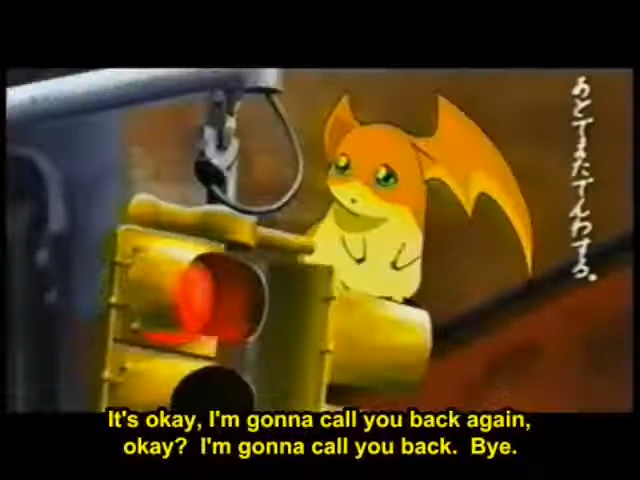 あとでまたでんわする。
It's okay, I'm gonna call you back again,
okay? I'm gonna call you back. Bye.